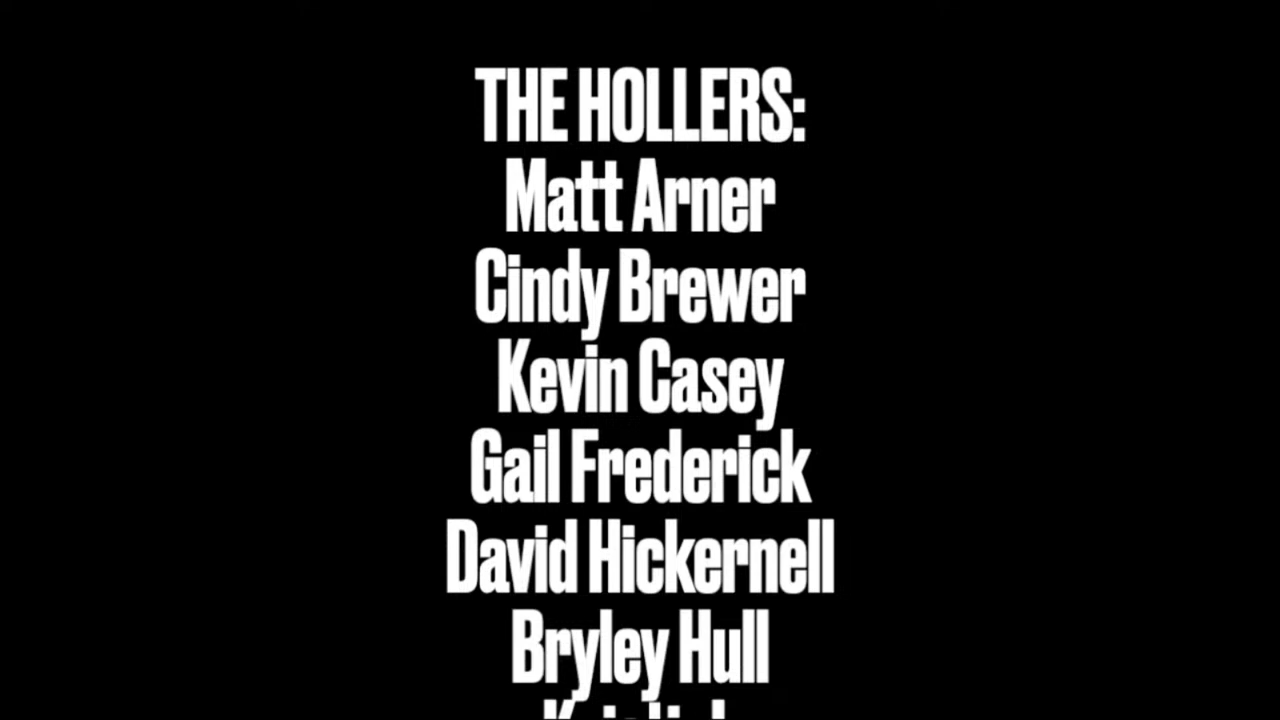 THE HOLLERS:
Matt Arner
Cindy Brewer
Kevin Casey
Gail Frederick
David Hickernell
Bryley Hull